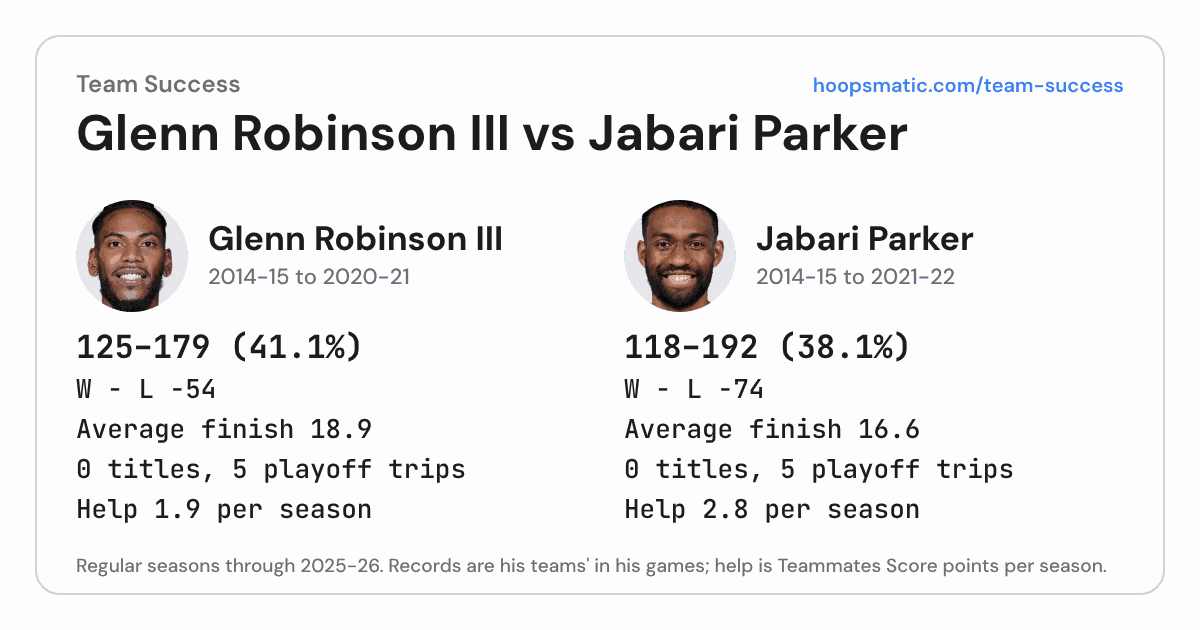 Team Success
hoopsmatic.com/team-success
Glenn Robinson III vs Jabari Parker
Glenn Robinson III
2014-15 to 2020-21
125-179 (41.1%)
W - L -54
Average finish 18.9
0 titles, 5 playoff trips
Help 1.9 per season
Jabari Parker
2014-15 to 2021-22
118-192 (38.1%)
W - L -74
Average finish 16.6
0 titles, 5 playoff trips
Help 2.8 per season
Regular seasons through 2025-26. Records are his teams' in his games; help is Teammates Score points per season.